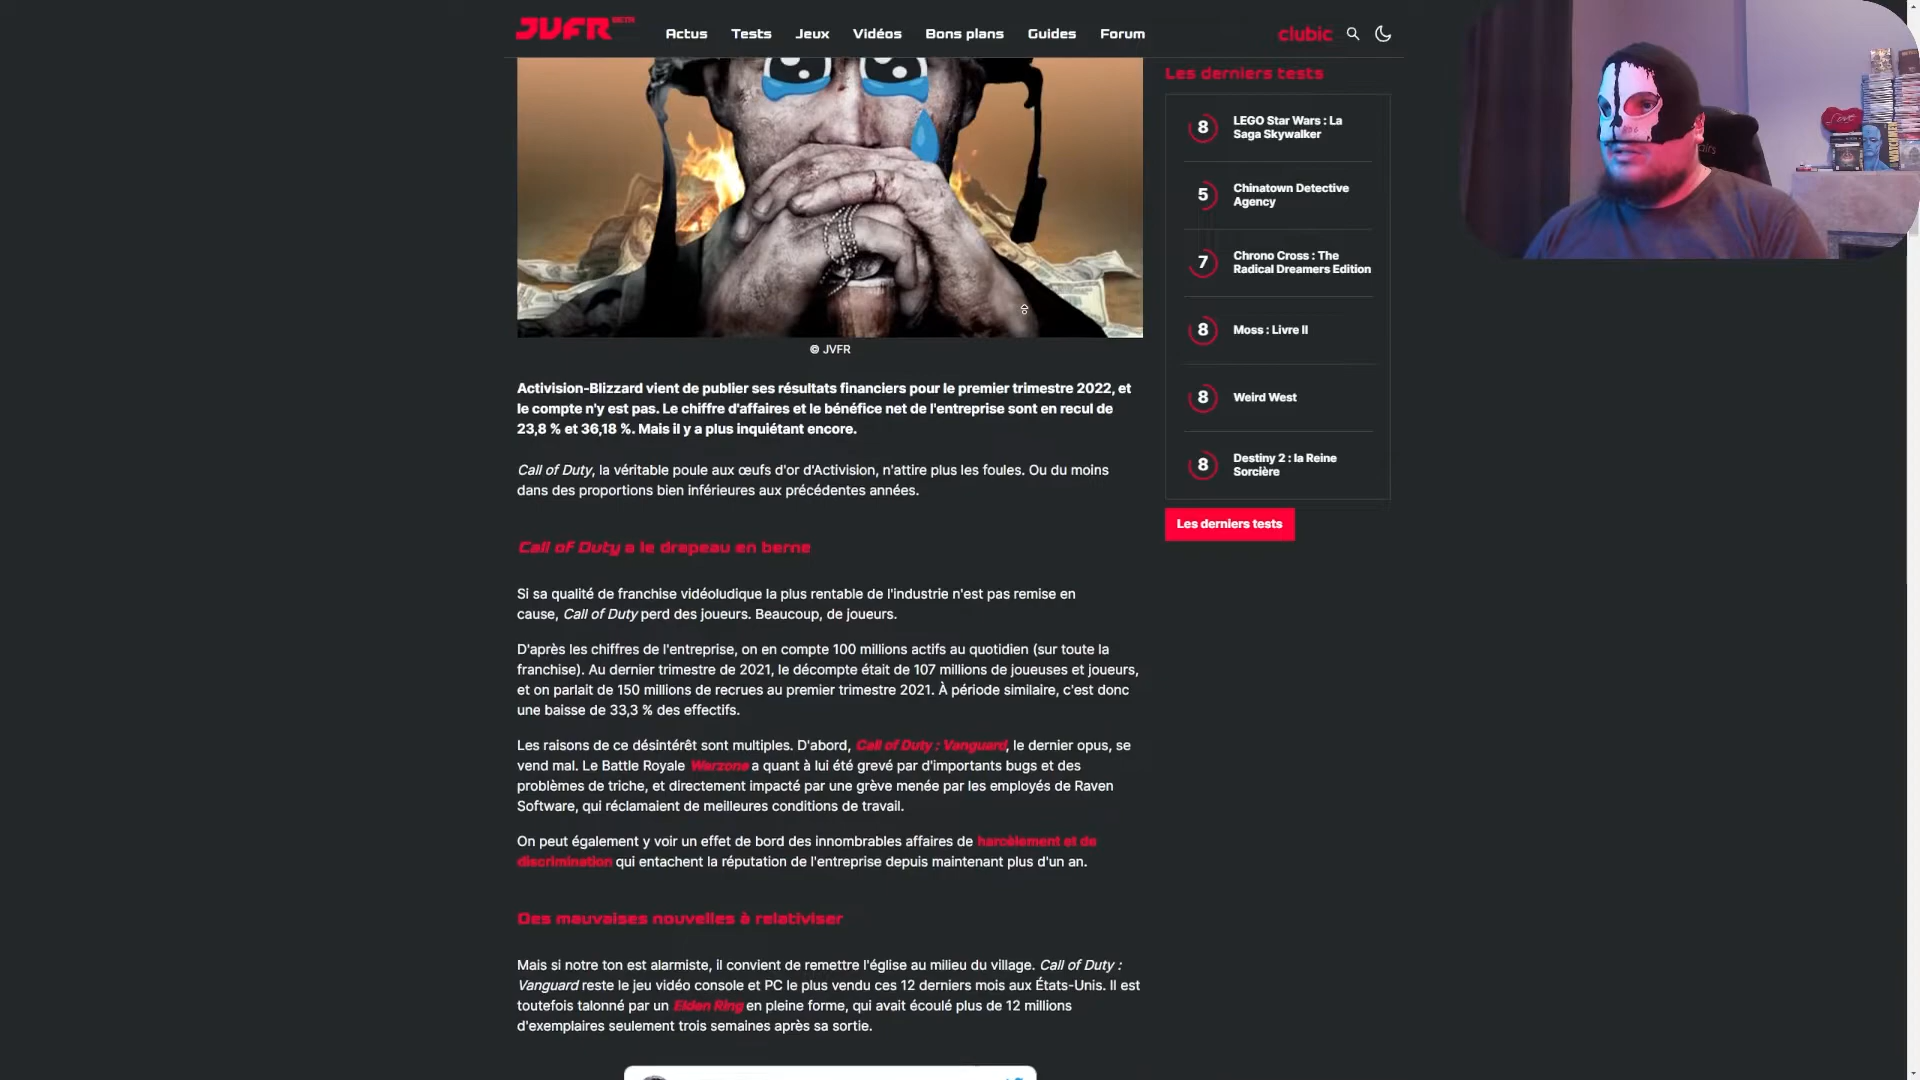 JVFR BETA
Actus Tests Jeux Vidéos Bons plans Guides Forum
clubic
© JVFR
Activision-Blizzard vient de publier ses résultats financiers pour le premier trimestre 2022, et
le compte n'y est pas. Le chiffre d'affaires et le bénéfice net de l'entreprise sont en recul de
23,8 % et 36,18 %. Mais il y a plus inquiétant encore.
Call of Duty, la véritable poule aux œufs d'or d'Activision, n'attire plus les foules. Ou du moins
dans des proportions bien inférieures aux précédentes années.
Call of Duty a le drapeau en berne
Si sa qualité de franchise vidéoludique la plus rentable de l'industrie n'est pas remise en
cause, Call of Duty perd des joueurs. Beaucoup, de joueurs.
D'après les chiffres de l'entreprise, on en compte 100 millions actifs au quotidien (sur toute la
franchise). Au dernier trimestre de 2021, le décompte était de 107 millions de joueuses et joueurs,
et on parlait de 150 millions de recrues au premier trimestre 2021. À période similaire, c'est donc
une baisse de 33,3 % des effectifs.
Les raisons de ce désintérêt sont multiples. D'abord, Call of Duty : Vanguard, le dernier opus, se
vend mal. Le Battle Royale Warzone a quant à lui été grevé par d'importants bugs et des
problèmes de triche, et directement impacté par une grève menée par les employés de Raven
Software, qui réclamaient de meilleures conditions de travail.
On peut également y voir un effet de bord des innombrables affaires de harcèlement et de
discrimination qui entachent la réputation de l'entreprise depuis maintenant plus d'un an.
Des mauvaises nouvelles à relativiser
Mais si notre ton est alarmiste, il convient de remettre l'église au milieu du village. Call of Duty :
Vanguard reste le jeu vidéo console et PC le plus vendu ces 12 derniers mois aux États-Unis. Il est
toutefois talonné par un Elden Ring en pleine forme, qui avait écoulé plus de 12 millions
d'exemplaires seulement trois semaines après sa sortie.
Les derniers tests
8 LEGO Star Wars : La
Saga Skywalker
5 Chinatown Detective
Agency
7 Chrono Cross : The
Radical Dreamers Edition
8 Moss : Livre II
8 Weird West
8 Destiny 2 : la Reine
Sorcière
Les derniers tests
Love
WATCHMEN